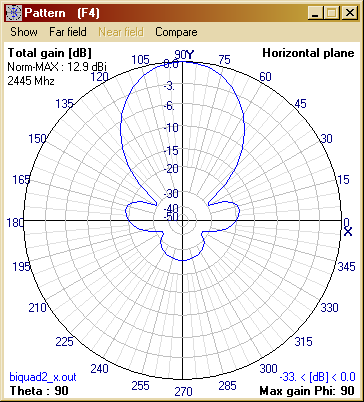 Pattern (F4)
Show Far field Near field Compare
Total gain [dB] Horizontal plane
Norm-MAX : 12.9 dBi
2445 Mhz
105 90 Y 75
120 60
135 45
150 30
165 15
180 0 X
195 345
210 330
225 315
240 300
255 285
270
0.0
-3.
-6.
-10
-15
-20
-30
-40
-50
biquad2_x.out -33. < [dB] < 0.0
Theta : 90 Max gain Phi: 90